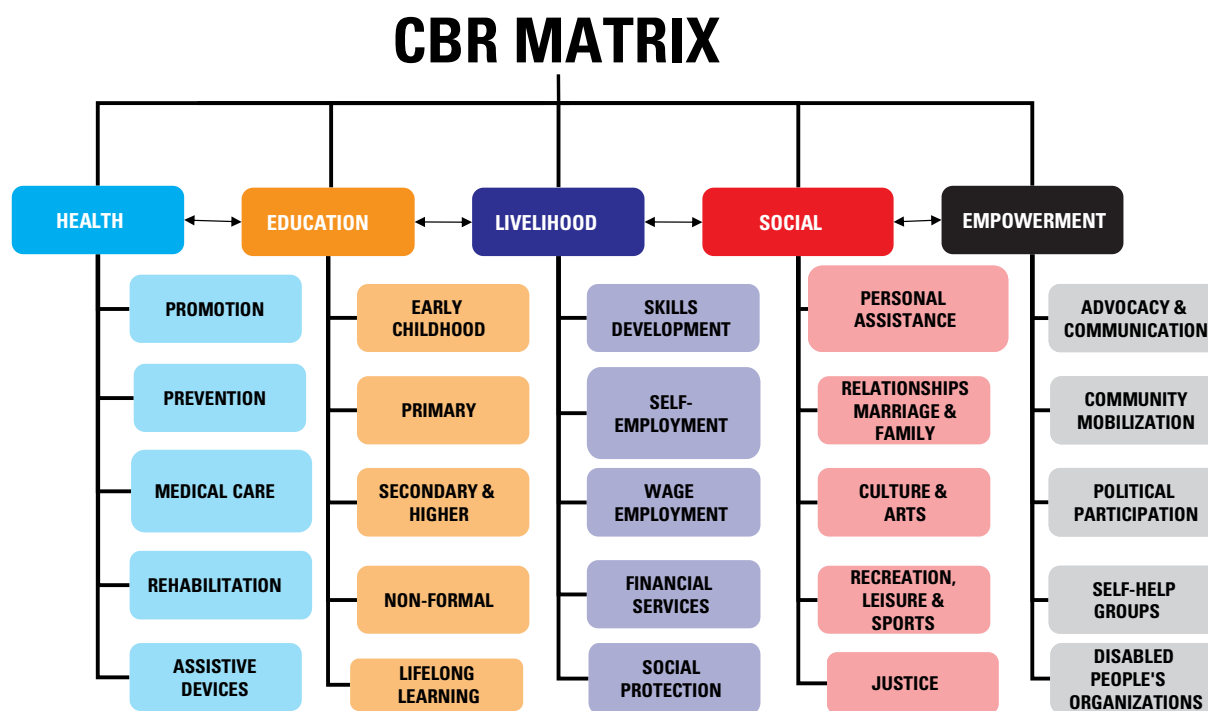 CBR MATRIX
HEALTH
EDUCATION
LIVELIHOOD
SOCIAL
EMPOWERMENT
PROMOTION
PREVENTION
MEDICAL CARE
REHABILITATION
ASSISTIVE
DEVICES
EARLY
CHILDHOOD
PRIMARY
SECONDARY &
HIGHER
NON-FORMAL
LIFELONG
LEARNING
SKILLS
DEVELOPMENT
SELF-
EMPLOYMENT
WAGE
EMPLOYMENT
FINANCIAL
SERVICES
SOCIAL
PROTECTION
PERSONAL
ASSISTANCE
RELATIONSHIPS
MARRIAGE &
FAMILY
CULTURE &
ARTS
RECREATION,
LEISURE &
SPORTS
JUSTICE
ADVOCACY &
COMMUNICATION
COMMUNITY
MOBILIZATION
POLITICAL
PARTICIPATION
SELF-HELP
GROUPS
DISABLED
PEOPLE'S
ORGANIZATIONS